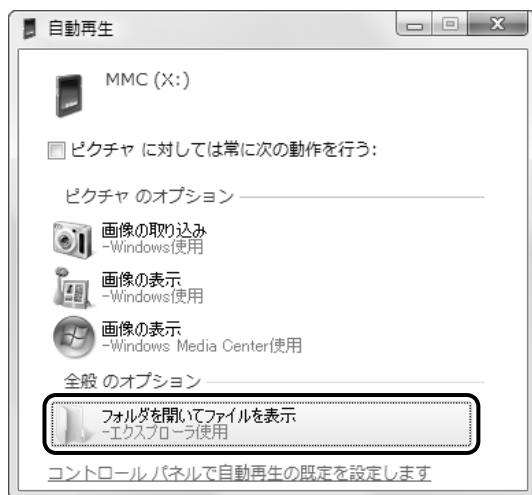 自動再生
MMC (X:)
ピクチャ に対しては常に次の動作を行う:
ピクチャ のオプション
画像の取り込み
-Windows使用
画像の表示
-Windows使用
画像の表示
-Windows Media Center使用
全般 のオプション
フォルダを開いてファイルを表示
-エクスプローラ使用
コントロール パネルで自動再生の既定を設定します